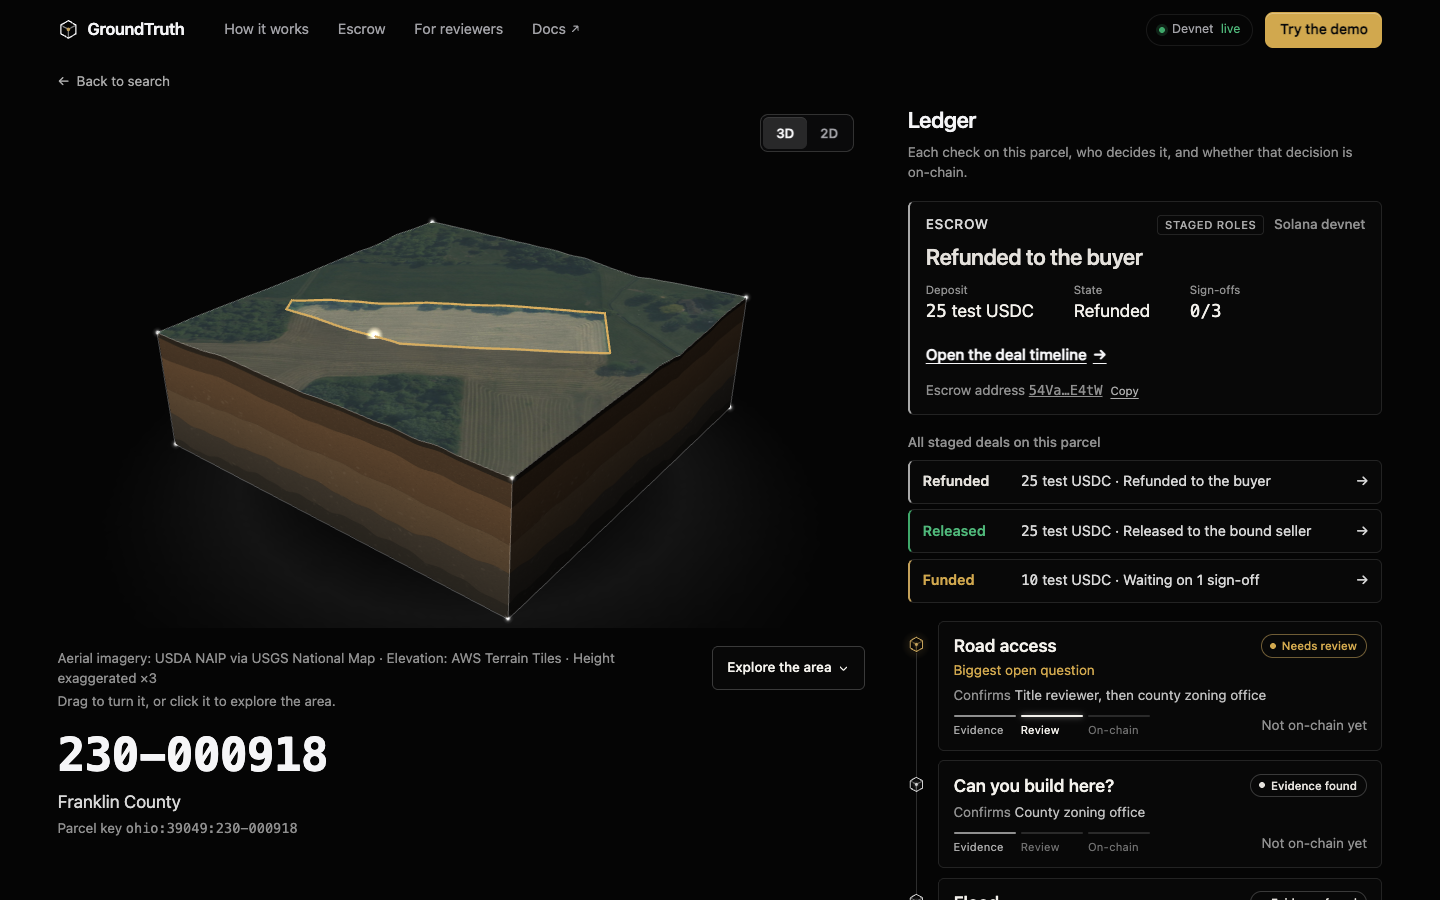 GroundTruth
How it works
Escrow
For reviewers
Docs ↗
Devnet live
Try the demo
← Back to search
3D
2D
Aerial imagery: USDA NAIP via USGS National Map · Elevation: AWS Terrain Tiles · Height
exaggerated ×3
Drag to turn it, or click it to explore the area.
Explore the area
230-000918
Franklin County
Parcel key ohio:39049:230-000918
Ledger
Each check on this parcel, who decides it, and whether that decision is
on-chain.
ESCROW
STAGED ROLES
Solana devnet
Refunded to the buyer
Deposit
State
Sign-offs
25 test USDC
Refunded
0/3
Open the deal timeline →
Escrow address 54Va…E4tW Copy
All staged deals on this parcel
Refunded 25 test USDC · Refunded to the buyer →
Released 25 test USDC · Released to the bound seller →
Funded 10 test USDC · Waiting on 1 sign-off →
Road access
Needs review
Biggest open question
Confirms Title reviewer, then county zoning office
Evidence
Review
On-chain
Not on-chain yet
Can you build here?
Evidence found
Confirms County zoning office
Evidence
Review
On-chain
Not on-chain yet